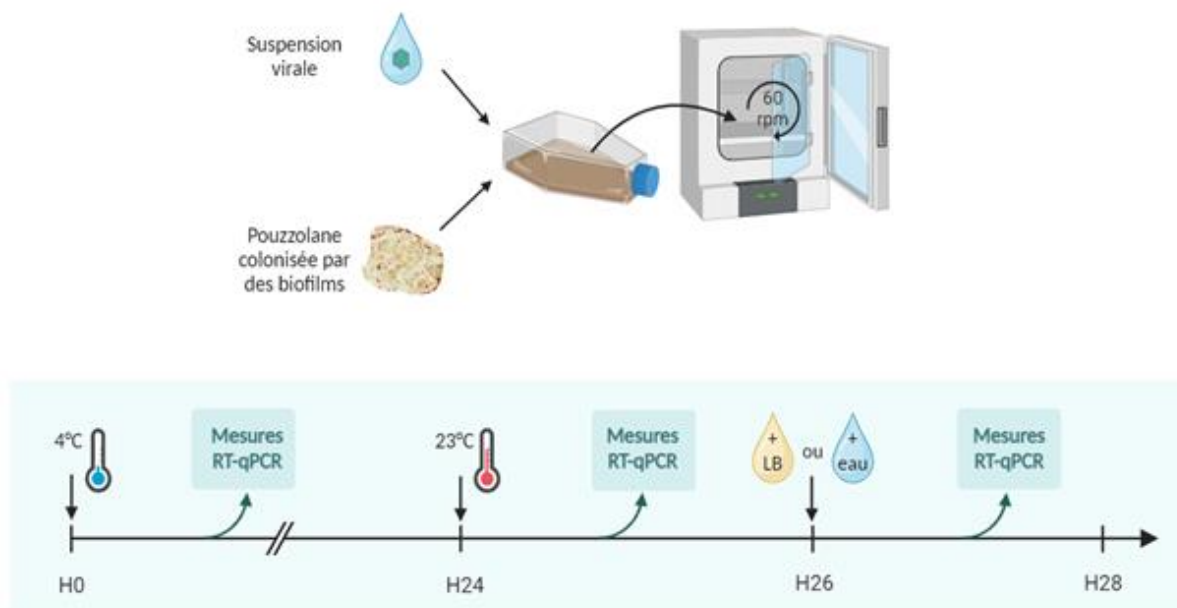 Suspension
virale
60
rpm
Pouzzolane
colonisée par
des biofilms
4°C
Mesures
RT-qPCR
23°C
Mesures
RT-qPCR
+
LB
ou
+
eau
Mesures
RT-qPCR
H0
H24
H26
H28